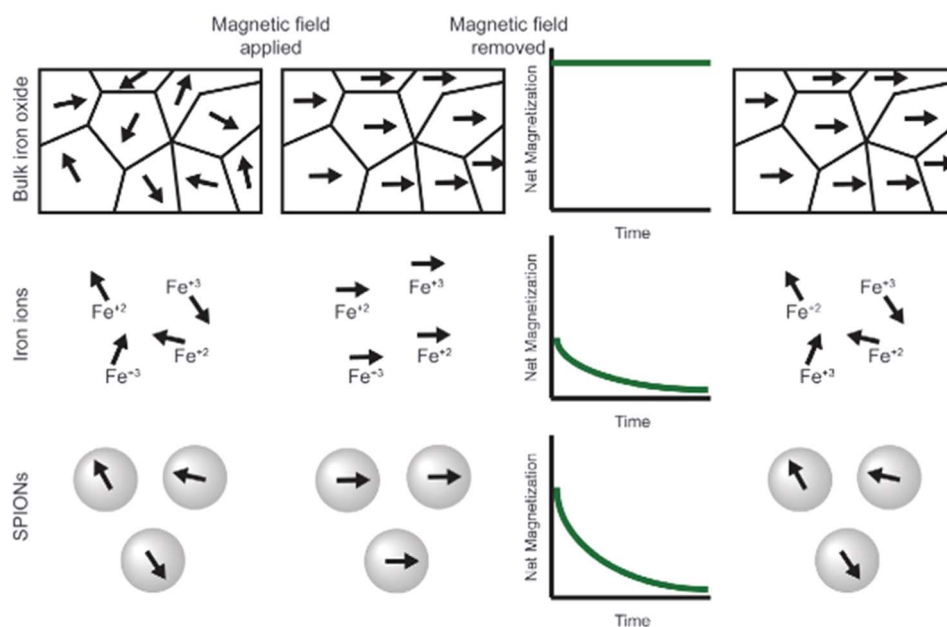 Magnetic field
applied
Magnetic field
removed
Bulk iron oxide
Net Magnetization
Time
Iron ions
Fe+2
Fe+3
Fe+3
Fe+2
Fe+2
Fe+3
Fe+3
Fe+2
Net Magnetization
Time
Fe+2
Fe+3
Fe+3
Fe+2
SPIONs
Net Magnetization
Time